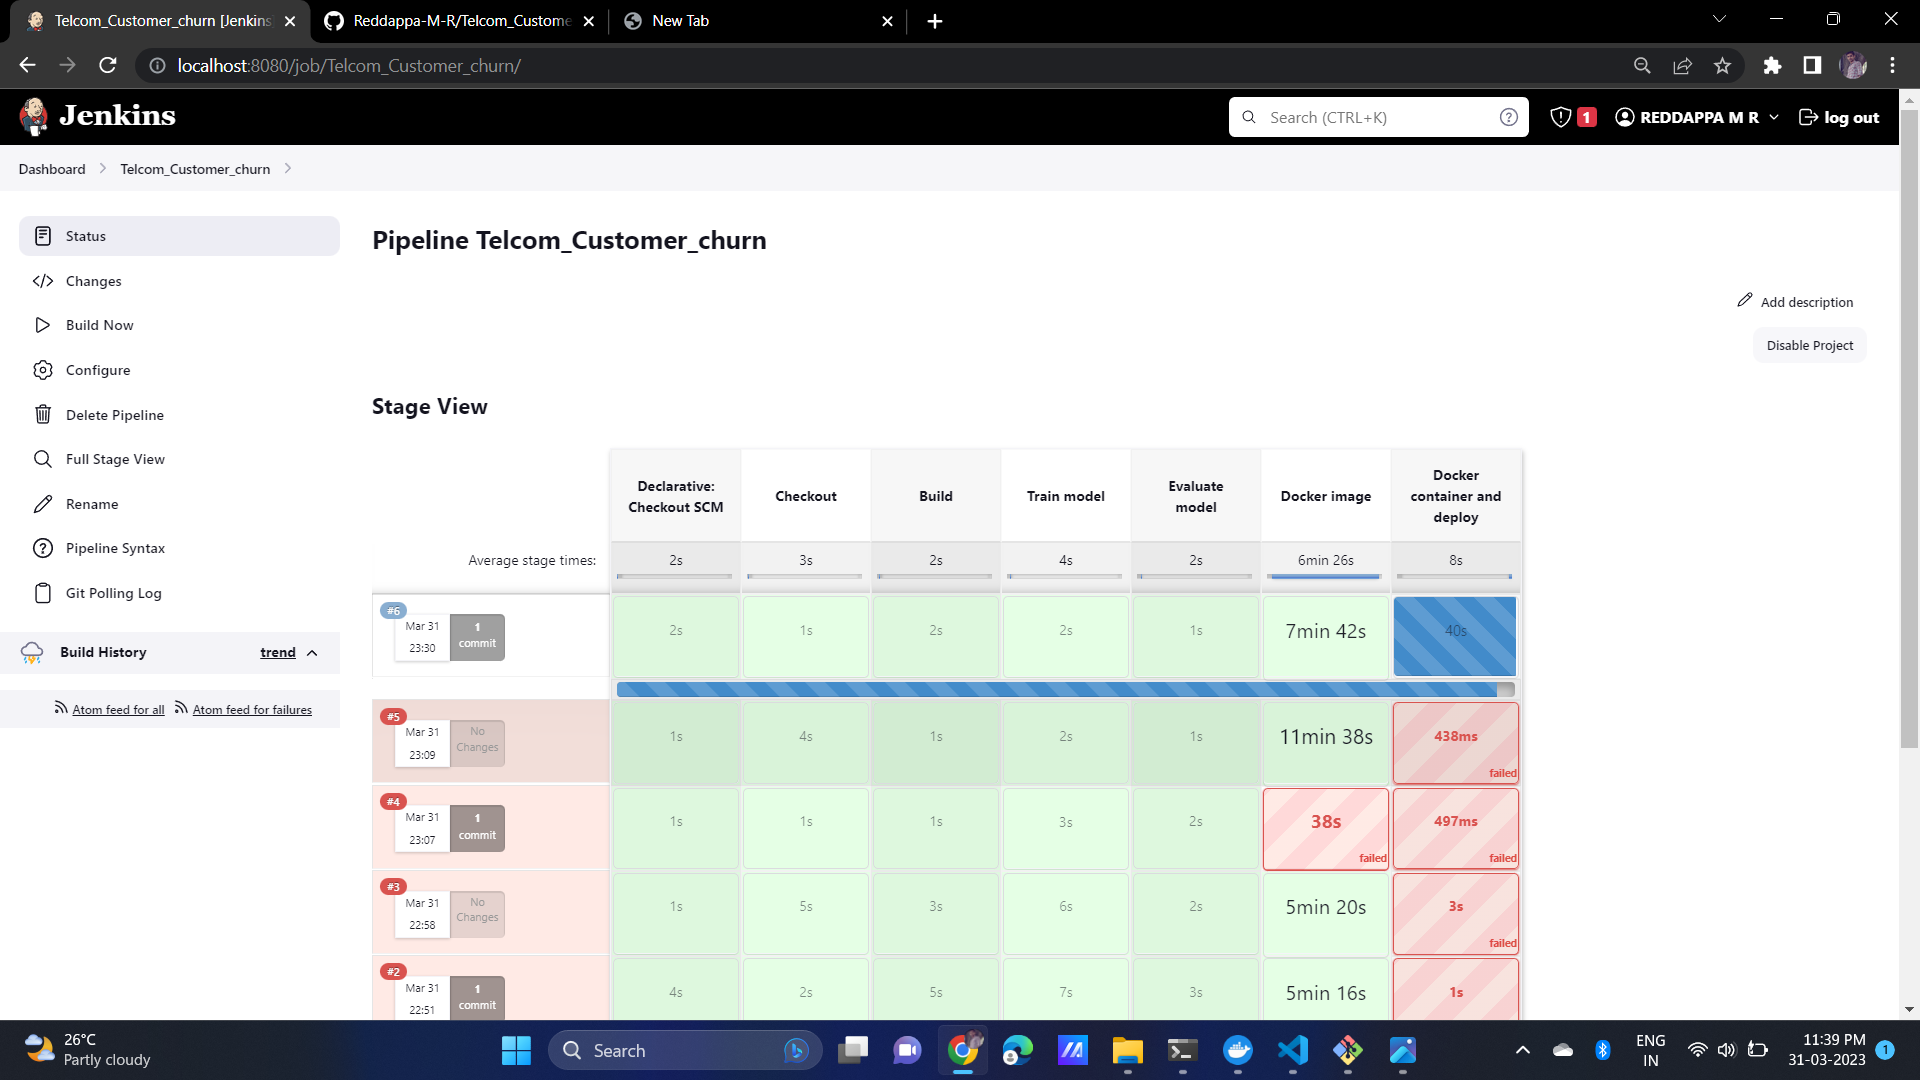 Telcom_Customer_churn [Jenkins
Reddappa-M-R/Telcom_Custome
New Tab
localhost:8080/job/Telcom_Customer_churn/
Jenkins
Search (CTRL+K)
1
REDDAPPA M R
log out
Dashboard
Telcom_Customer_churn
Status
Changes
Build Now
Configure
Delete Pipeline
Full Stage View
Rename
Pipeline Syntax
Git Polling Log
Build History
trend
Atom feed for all
Atom feed for failures
Pipeline Telcom_Customer_churn
Add description
Disable Project
Stage View
Declarative:
Checkout SCM
Checkout
Build
Train model
Evaluate
model
Docker image
Docker
container and
deploy
Average stage times:
2s
3s
2s
4s
2s
6min 26s
8s
#6
Mar 31
23:30
1
commit
2s
1s
2s
2s
1s
7min 42s
40s
#5
Mar 31
23:09
No
Changes
1s
4s
1s
2s
1s
11min 38s
438ms
failed
#4
Mar 31
23:07
1
commit
1s
1s
1s
3s
2s
38s
failed
497ms
failed
#3
Mar 31
22:58
No
Changes
1s
5s
3s
6s
2s
5min 20s
3s
failed
#2
Mar 31
22:51
1
commit
4s
2s
5s
7s
3s
5min 16s
1s
26°C
Partly cloudy
Search
ENG
IN
11:39 PM
31-03-2023
1